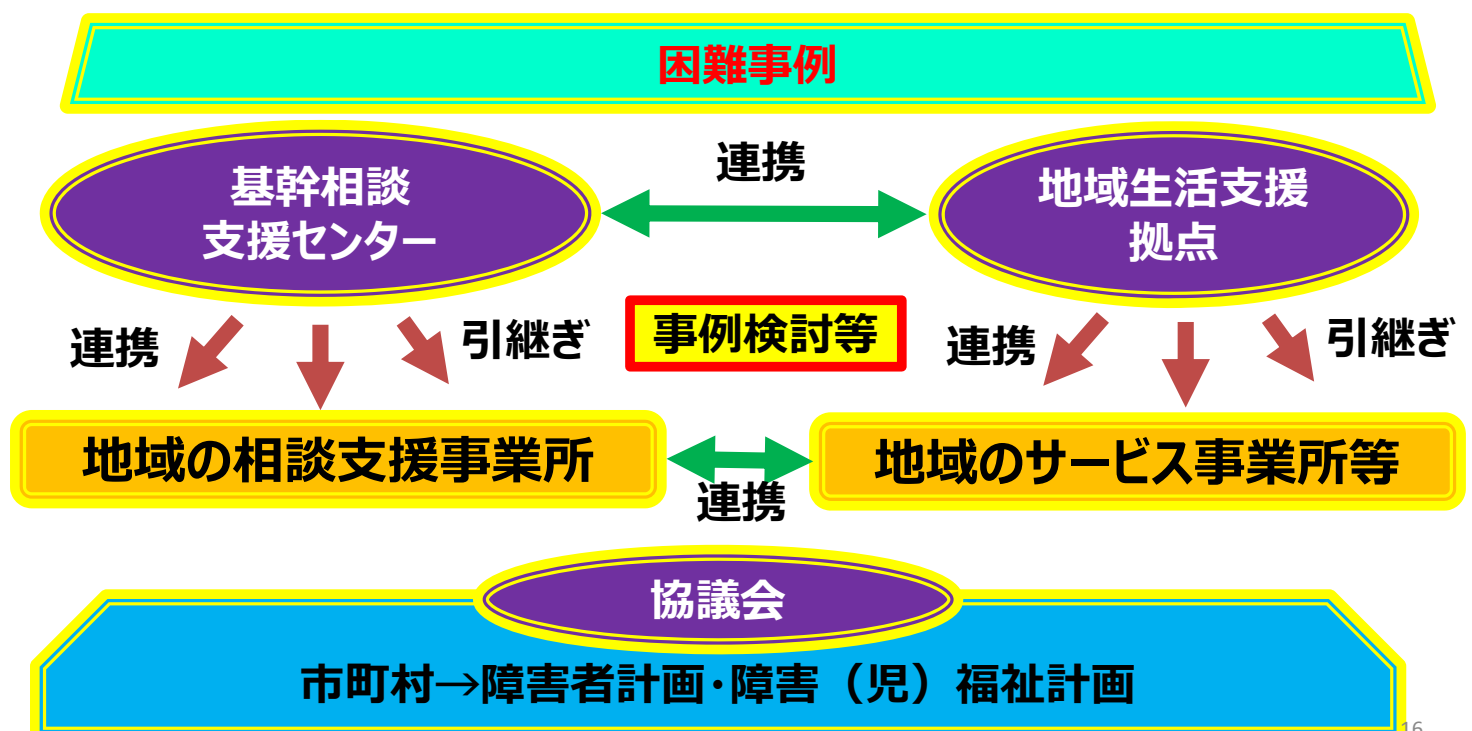 困難事例
連携
基幹相談
支援センター
地域生活支援
拠点
連携
引継ぎ
事例検討等
連携
引継ぎ
地域の相談支援事業所
連携
地域のサービス事業所等
協議会
市町村→障害者計画・障害（児）福祉計画
16